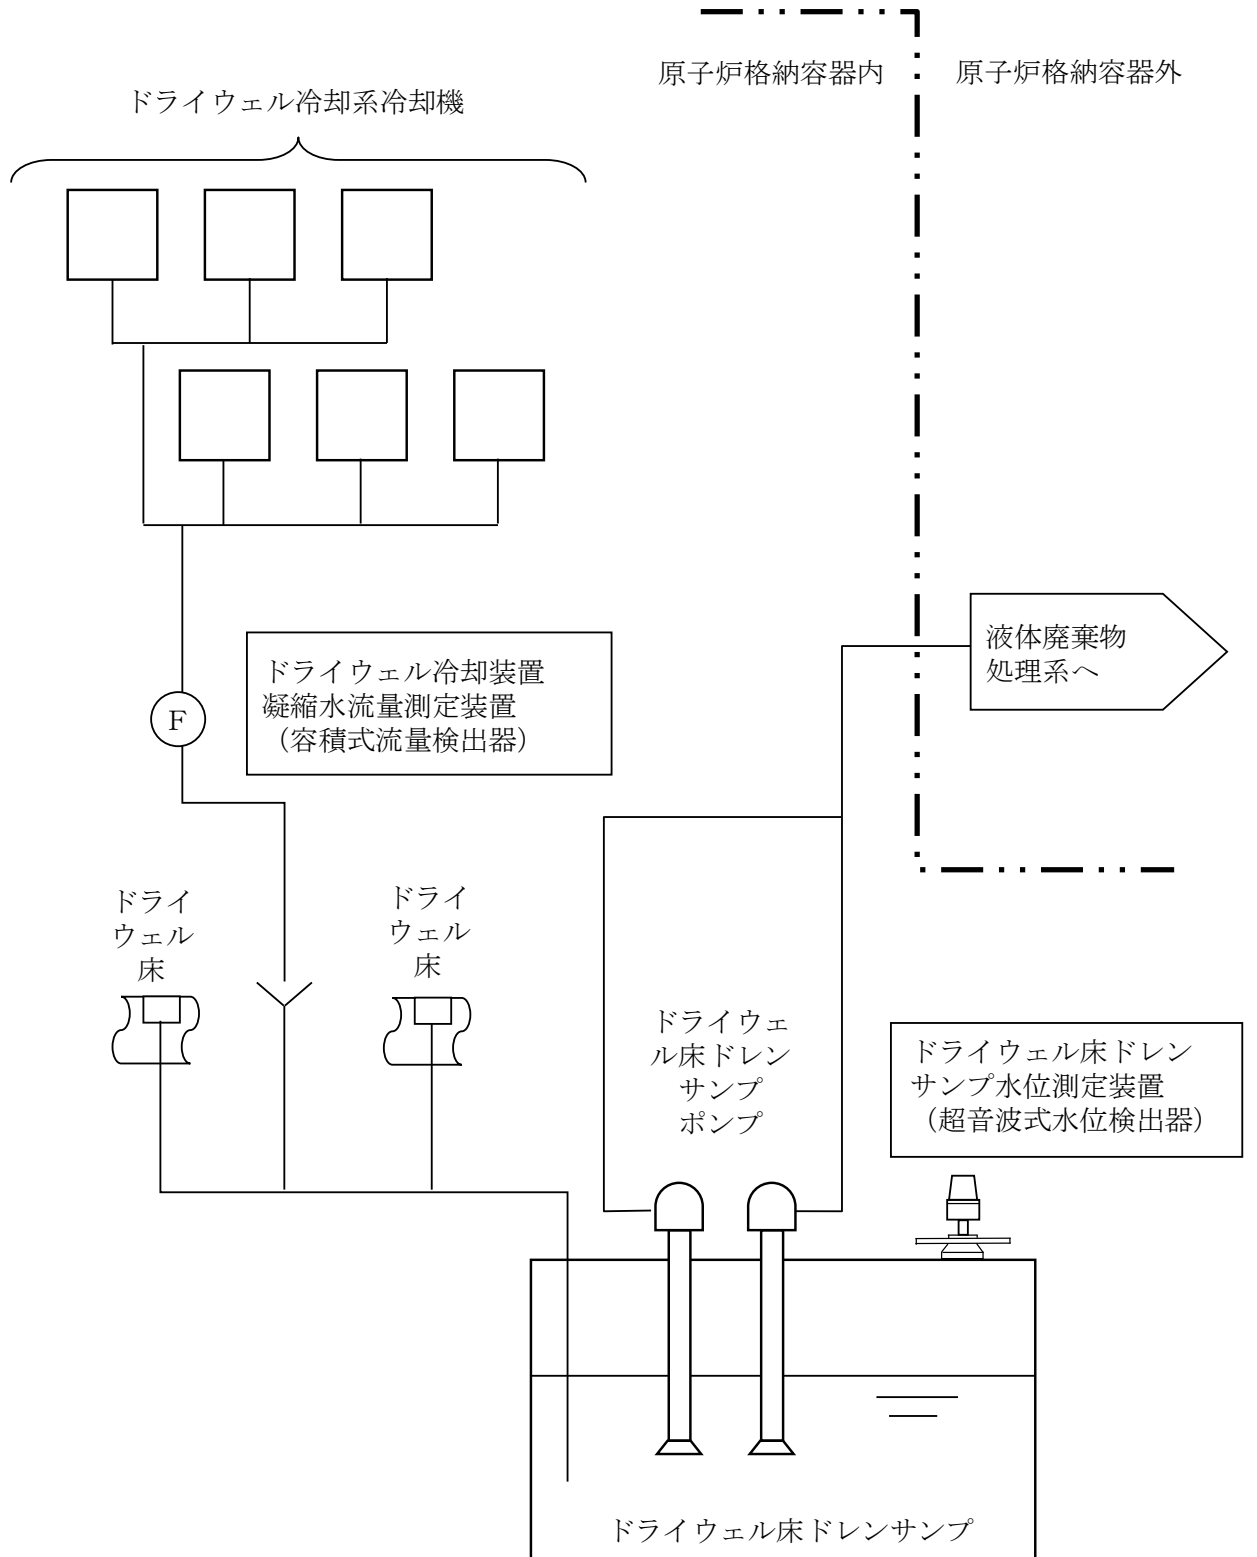 原子炉格納容器内
原子炉格納容器外
ドライウェル冷却系冷却機
液体廃棄物
処理系へ
ドライウェル冷却装置
凝縮水流量測定装置
（容積式流量検出器）
F
ドライ
ウェル
床
ドライ
ウェル
床
ドライウェ
ル床ドレン
サンプ
ポンプ
ドライウェル床ドレン
サンプ水位測定装置
（超音波式水位検出器）
ドライウェル床ドレンサンプ